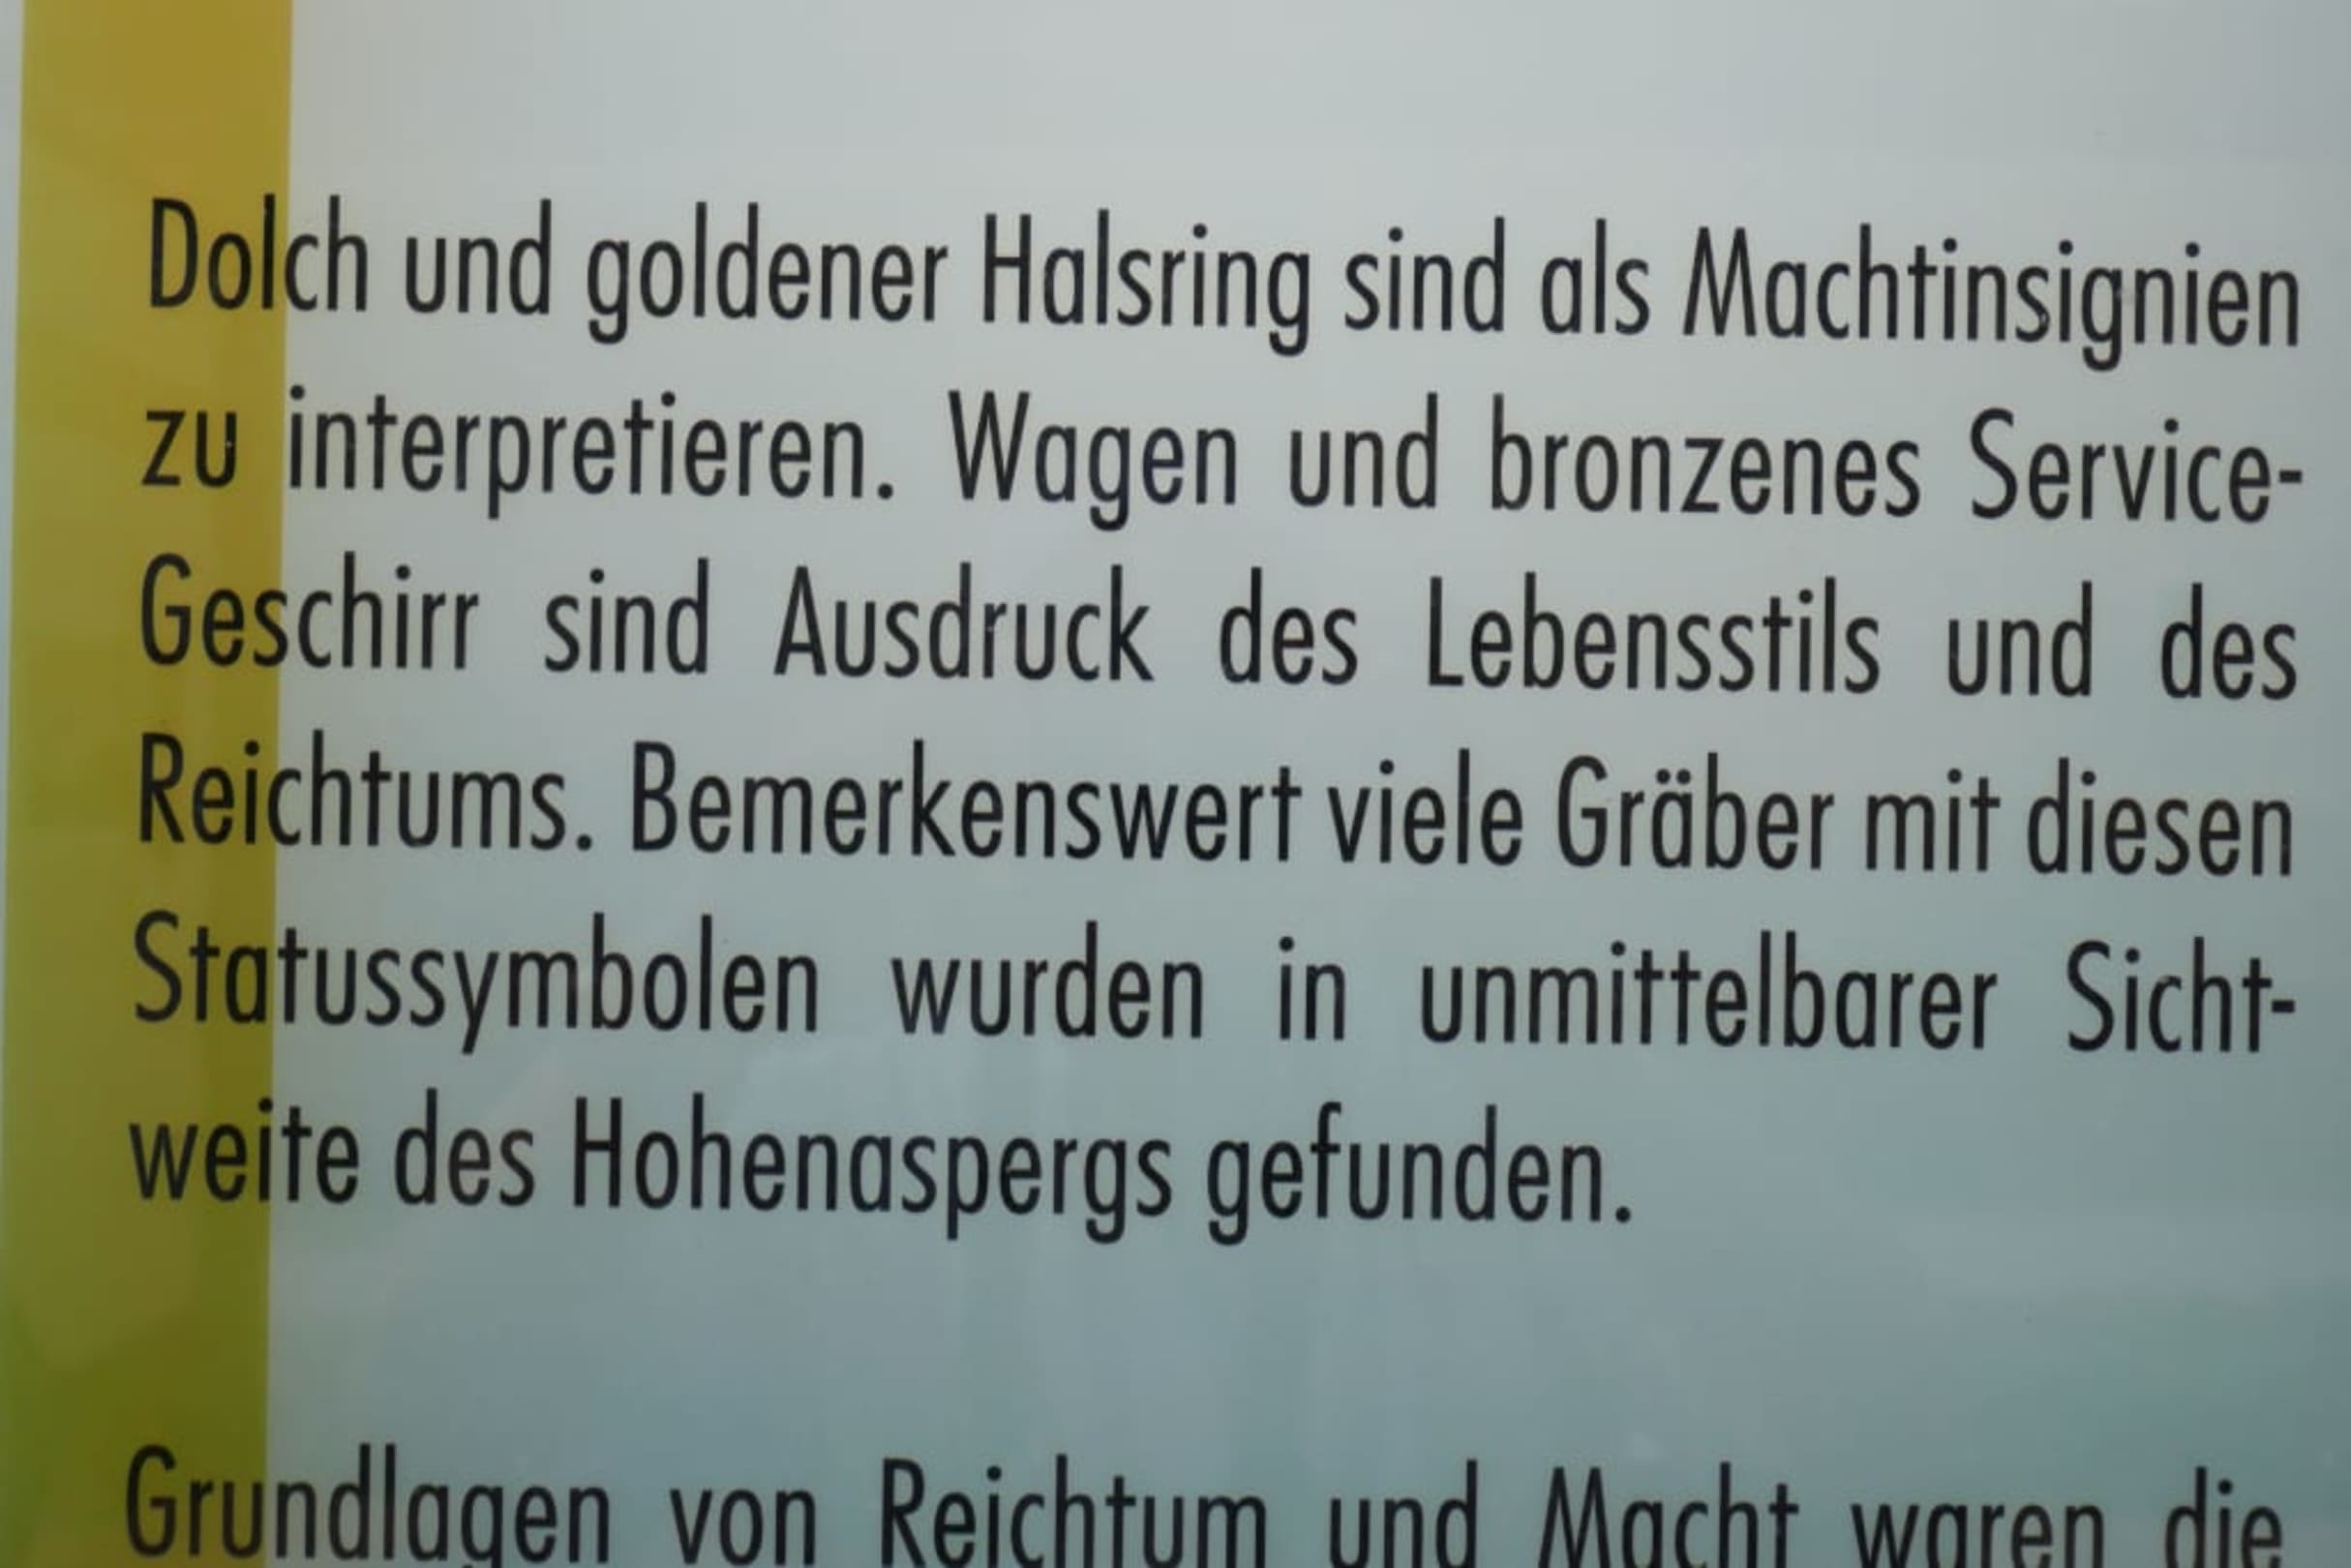 Dolch und goldener Halsring sind als Machtinsignien
zu interpretieren. Wagen und bronzenes Service-
Geschirr sind Ausdruck des Lebensstils und des
Reichtums. Bemerkenswert viele Gräber mit diesen
Statussymbolen wurden in unmittelbarer Sicht-
weite des Hohenaspergs gefunden.
Grundlagen von Reichtum und Macht waren die